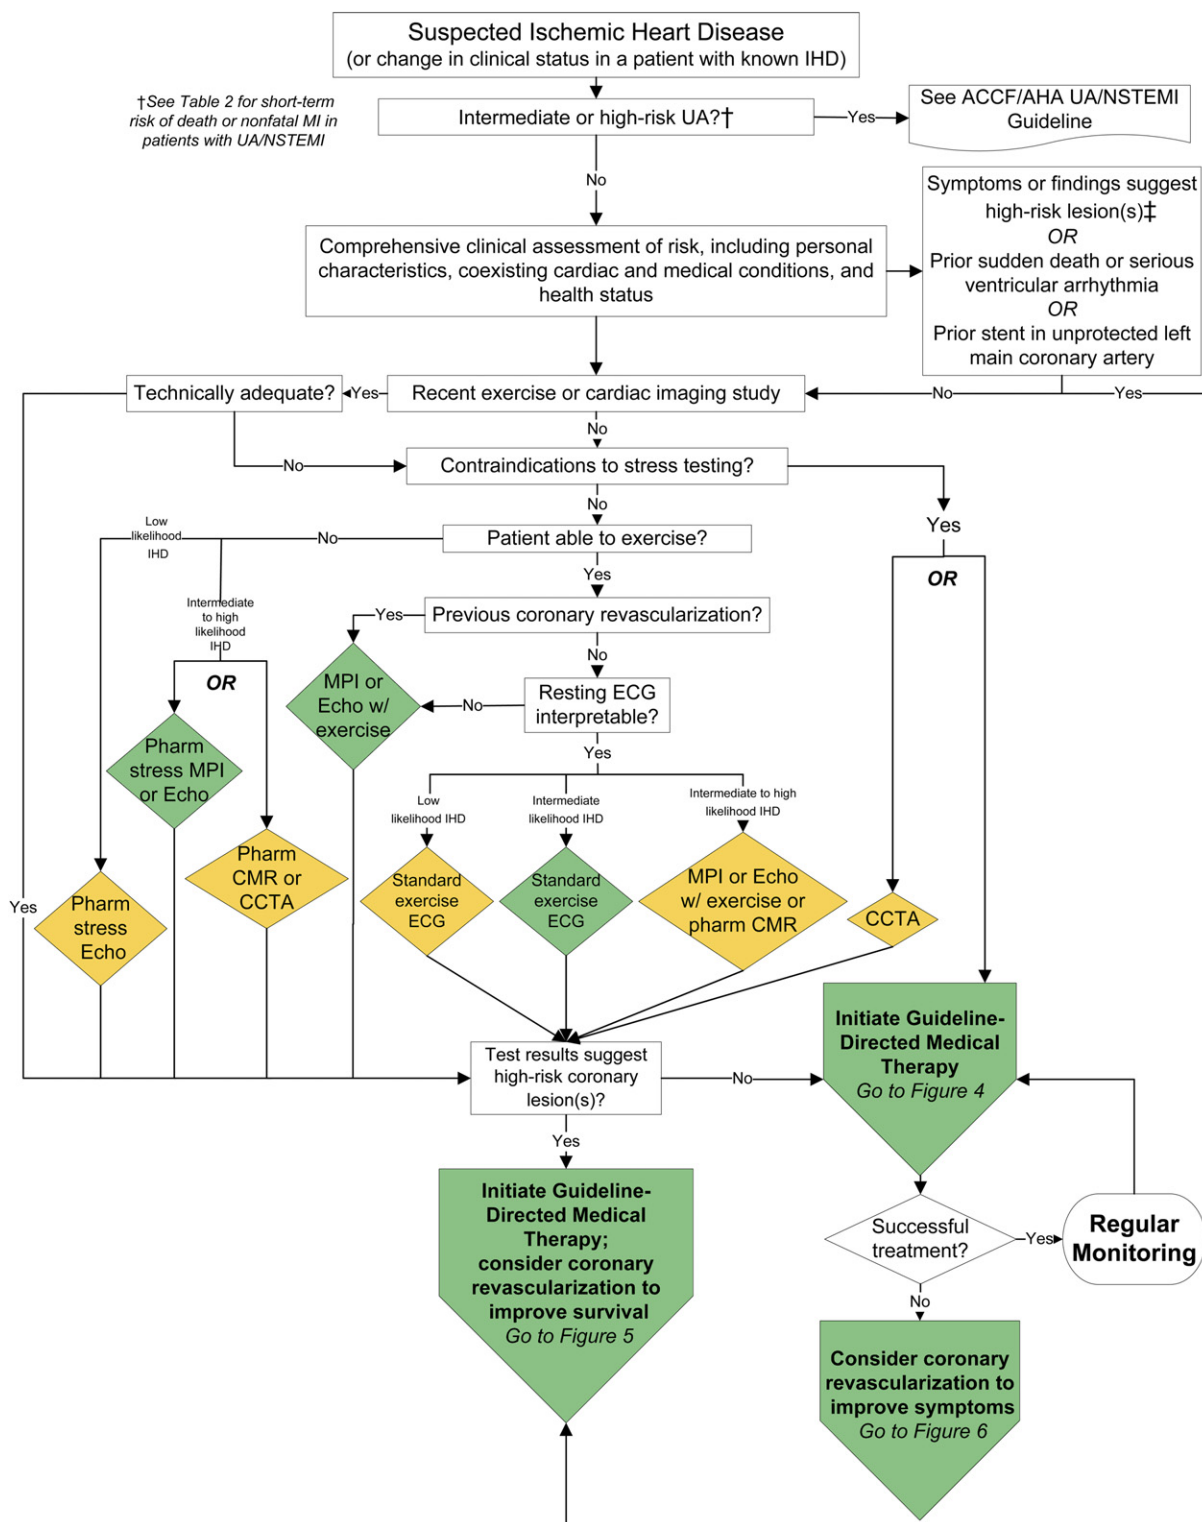 Suspected Ischemic Heart Disease
(or change in clinical status in a patient with known IHD)
†See Table 2 for short-term
risk of death or nonfatal MI in
patients with UA/NSTEMI
Intermediate or high-risk UA?†
Yes
See ACCF/AHA UA/NSTEMI
Guideline
No
Symptoms or findings suggest
high-risk lesion(s)‡
OR
Prior sudden death or serious
ventricular arrhythmia
OR
Prior stent in unprotected left
main coronary artery
Comprehensive clinical assessment of risk, including personal
characteristics, coexisting cardiac and medical conditions, and
health status
Technically adequate?
Yes
Recent exercise or cardiac imaging study
No
Yes
No
No
Contraindications to stress testing?
No
Yes
Low
likelihood
IHD
No
Patient able to exercise?
OR
Yes
Intermediate
to high
likelihood
IHD
Yes
Previous coronary revascularization?
OR
No
MPI or
Echo w/
exercise
No
Resting ECG
interpretable?
Yes
Pharm
stress MPI
or Echo
Low
likelihood IHD
Intermediate
likelihood IHD
Intermediate to high
likelihood IHD
Pharm
CMR or
CCTA
Standard
exercise
ECG
Standard
exercise
ECG
MPI or Echo
w/ exercise or
pharm CMR
CCTA
Yes
Pharm
stress
Echo
Test results suggest
high-risk coronary
lesion(s)?
No
Initiate Guideline-
Directed Medical
Therapy
Go to Figure 4
Yes
Initiate Guideline-
Directed Medical
Therapy;
consider coronary
revascularization to
improve survival
Go to Figure 5
Successful
treatment?
Yes
Regular
Monitoring
No
Consider coronary
revascularization to
improve symptoms
Go to Figure 6